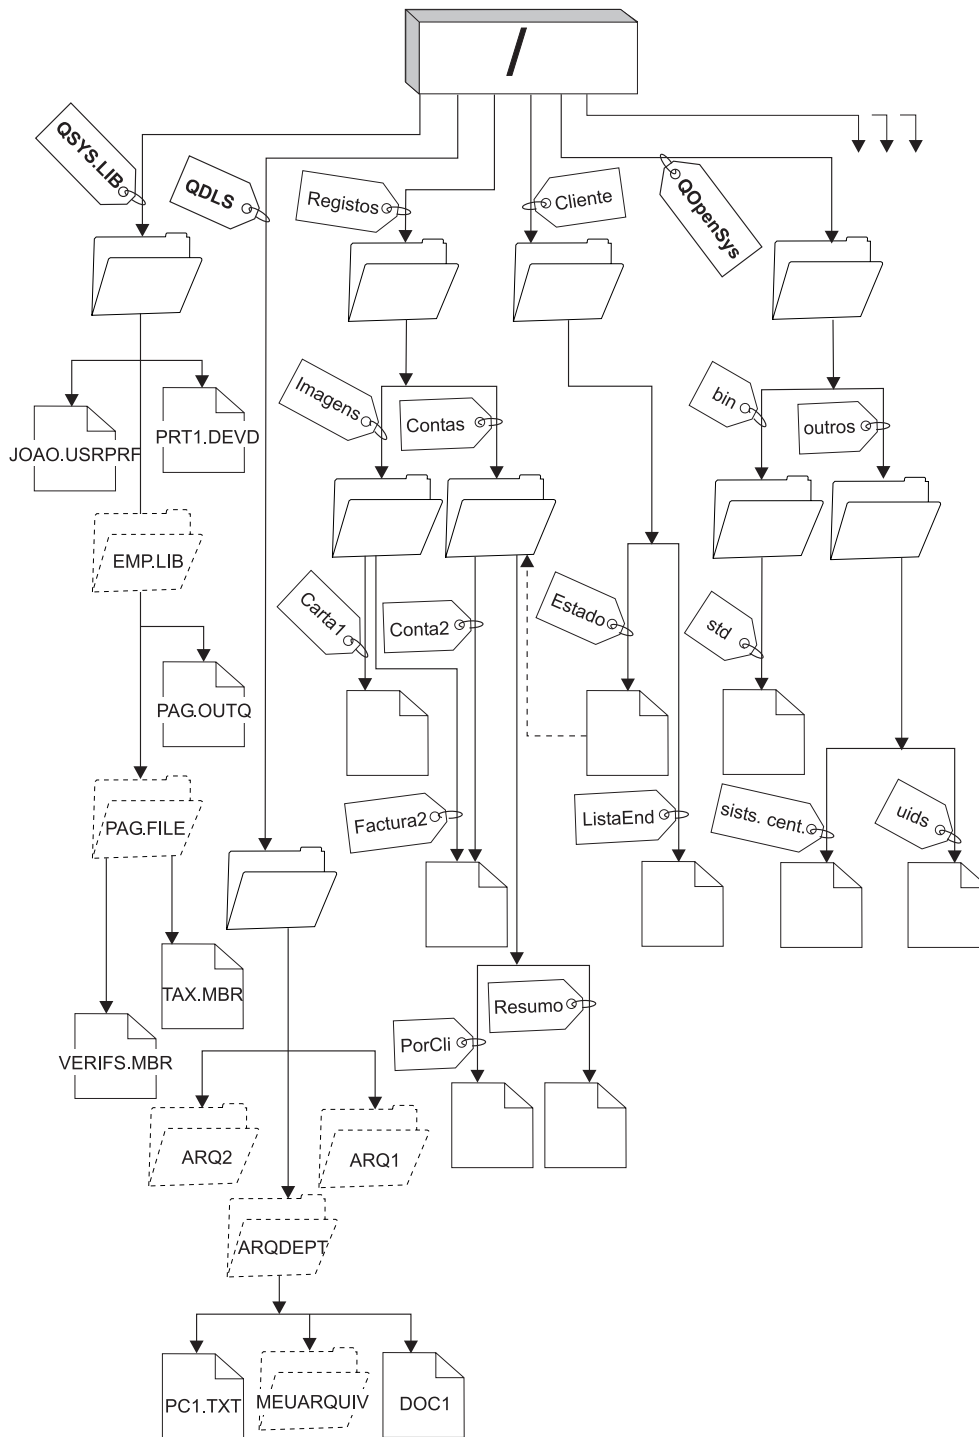 /
QSYS.LIB
QDLS
Registos
Cliente
QOpenSys
Imagens
Contas
bin
outros
JOAO.USRPRF
PRT1.DEVD
EMP.LIB
Carta1
Conta2
Estado
std
PAG.OUTQ
PAG.FILE
Factura2
ListaEnd
sists. cent.
uids
TAX.MBR
VERIFS.MBR
Resumo
PorCli
ARQ2
ARQ1
ARQDEPT
PC1.TXT
MEUARQUIV
DOC1